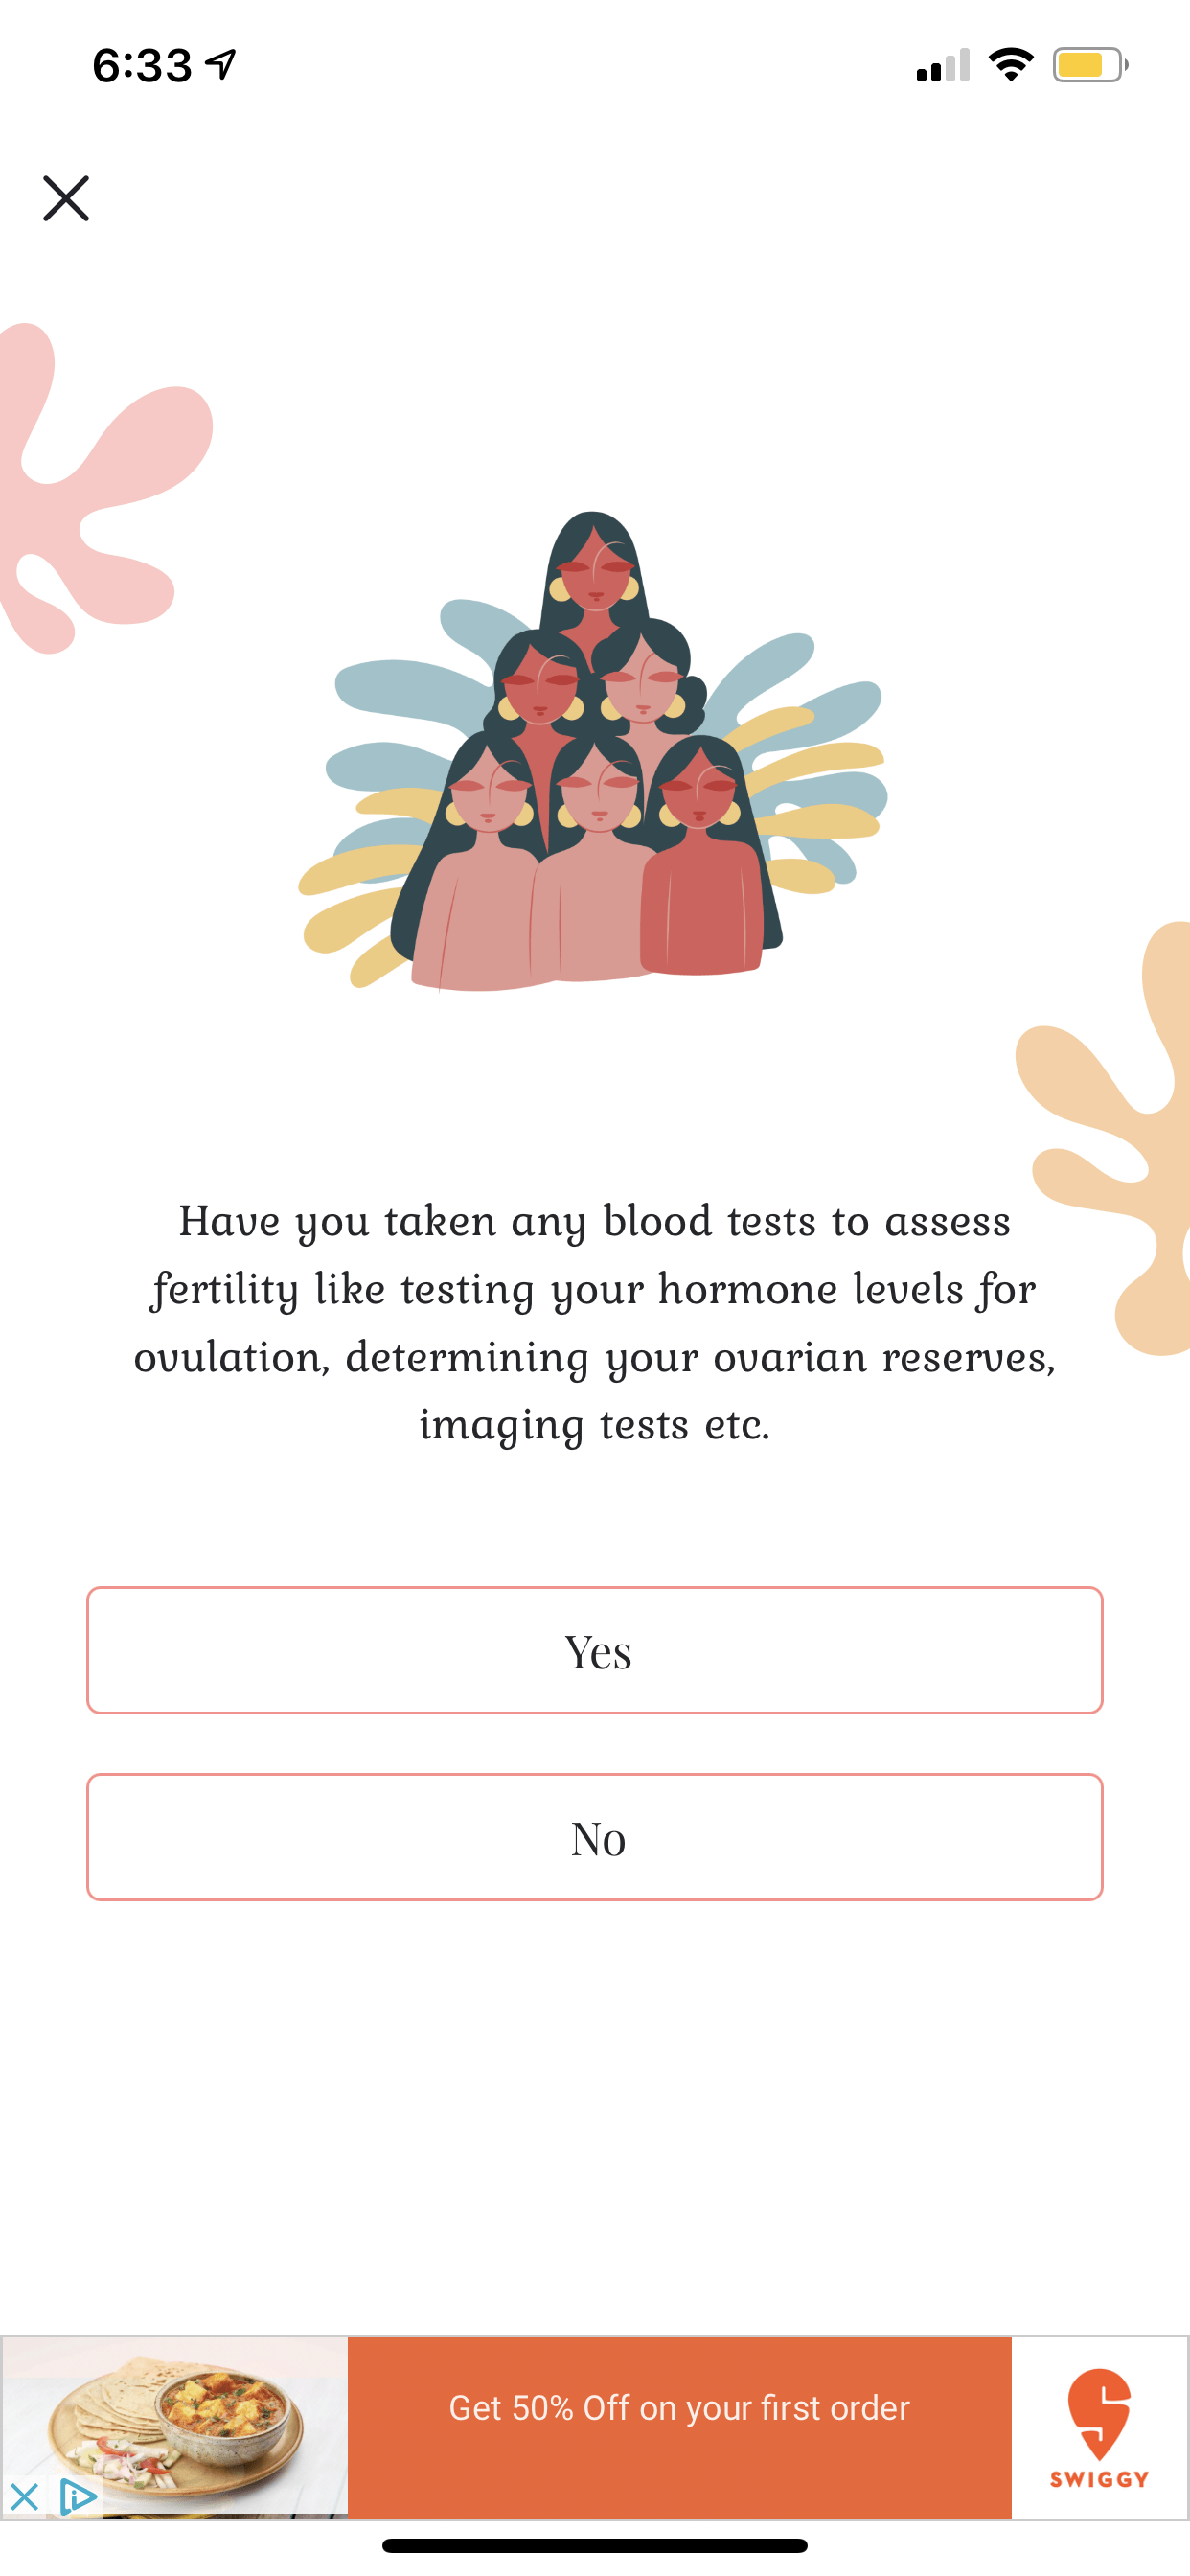 6:33
Have you taken any blood tests to assess
fertility like testing your hormone levels for
ovulation, determining your ovarian reserves,
imaging tests etc.
Yes
No
Get 50% Off on your first order
SWIGGY